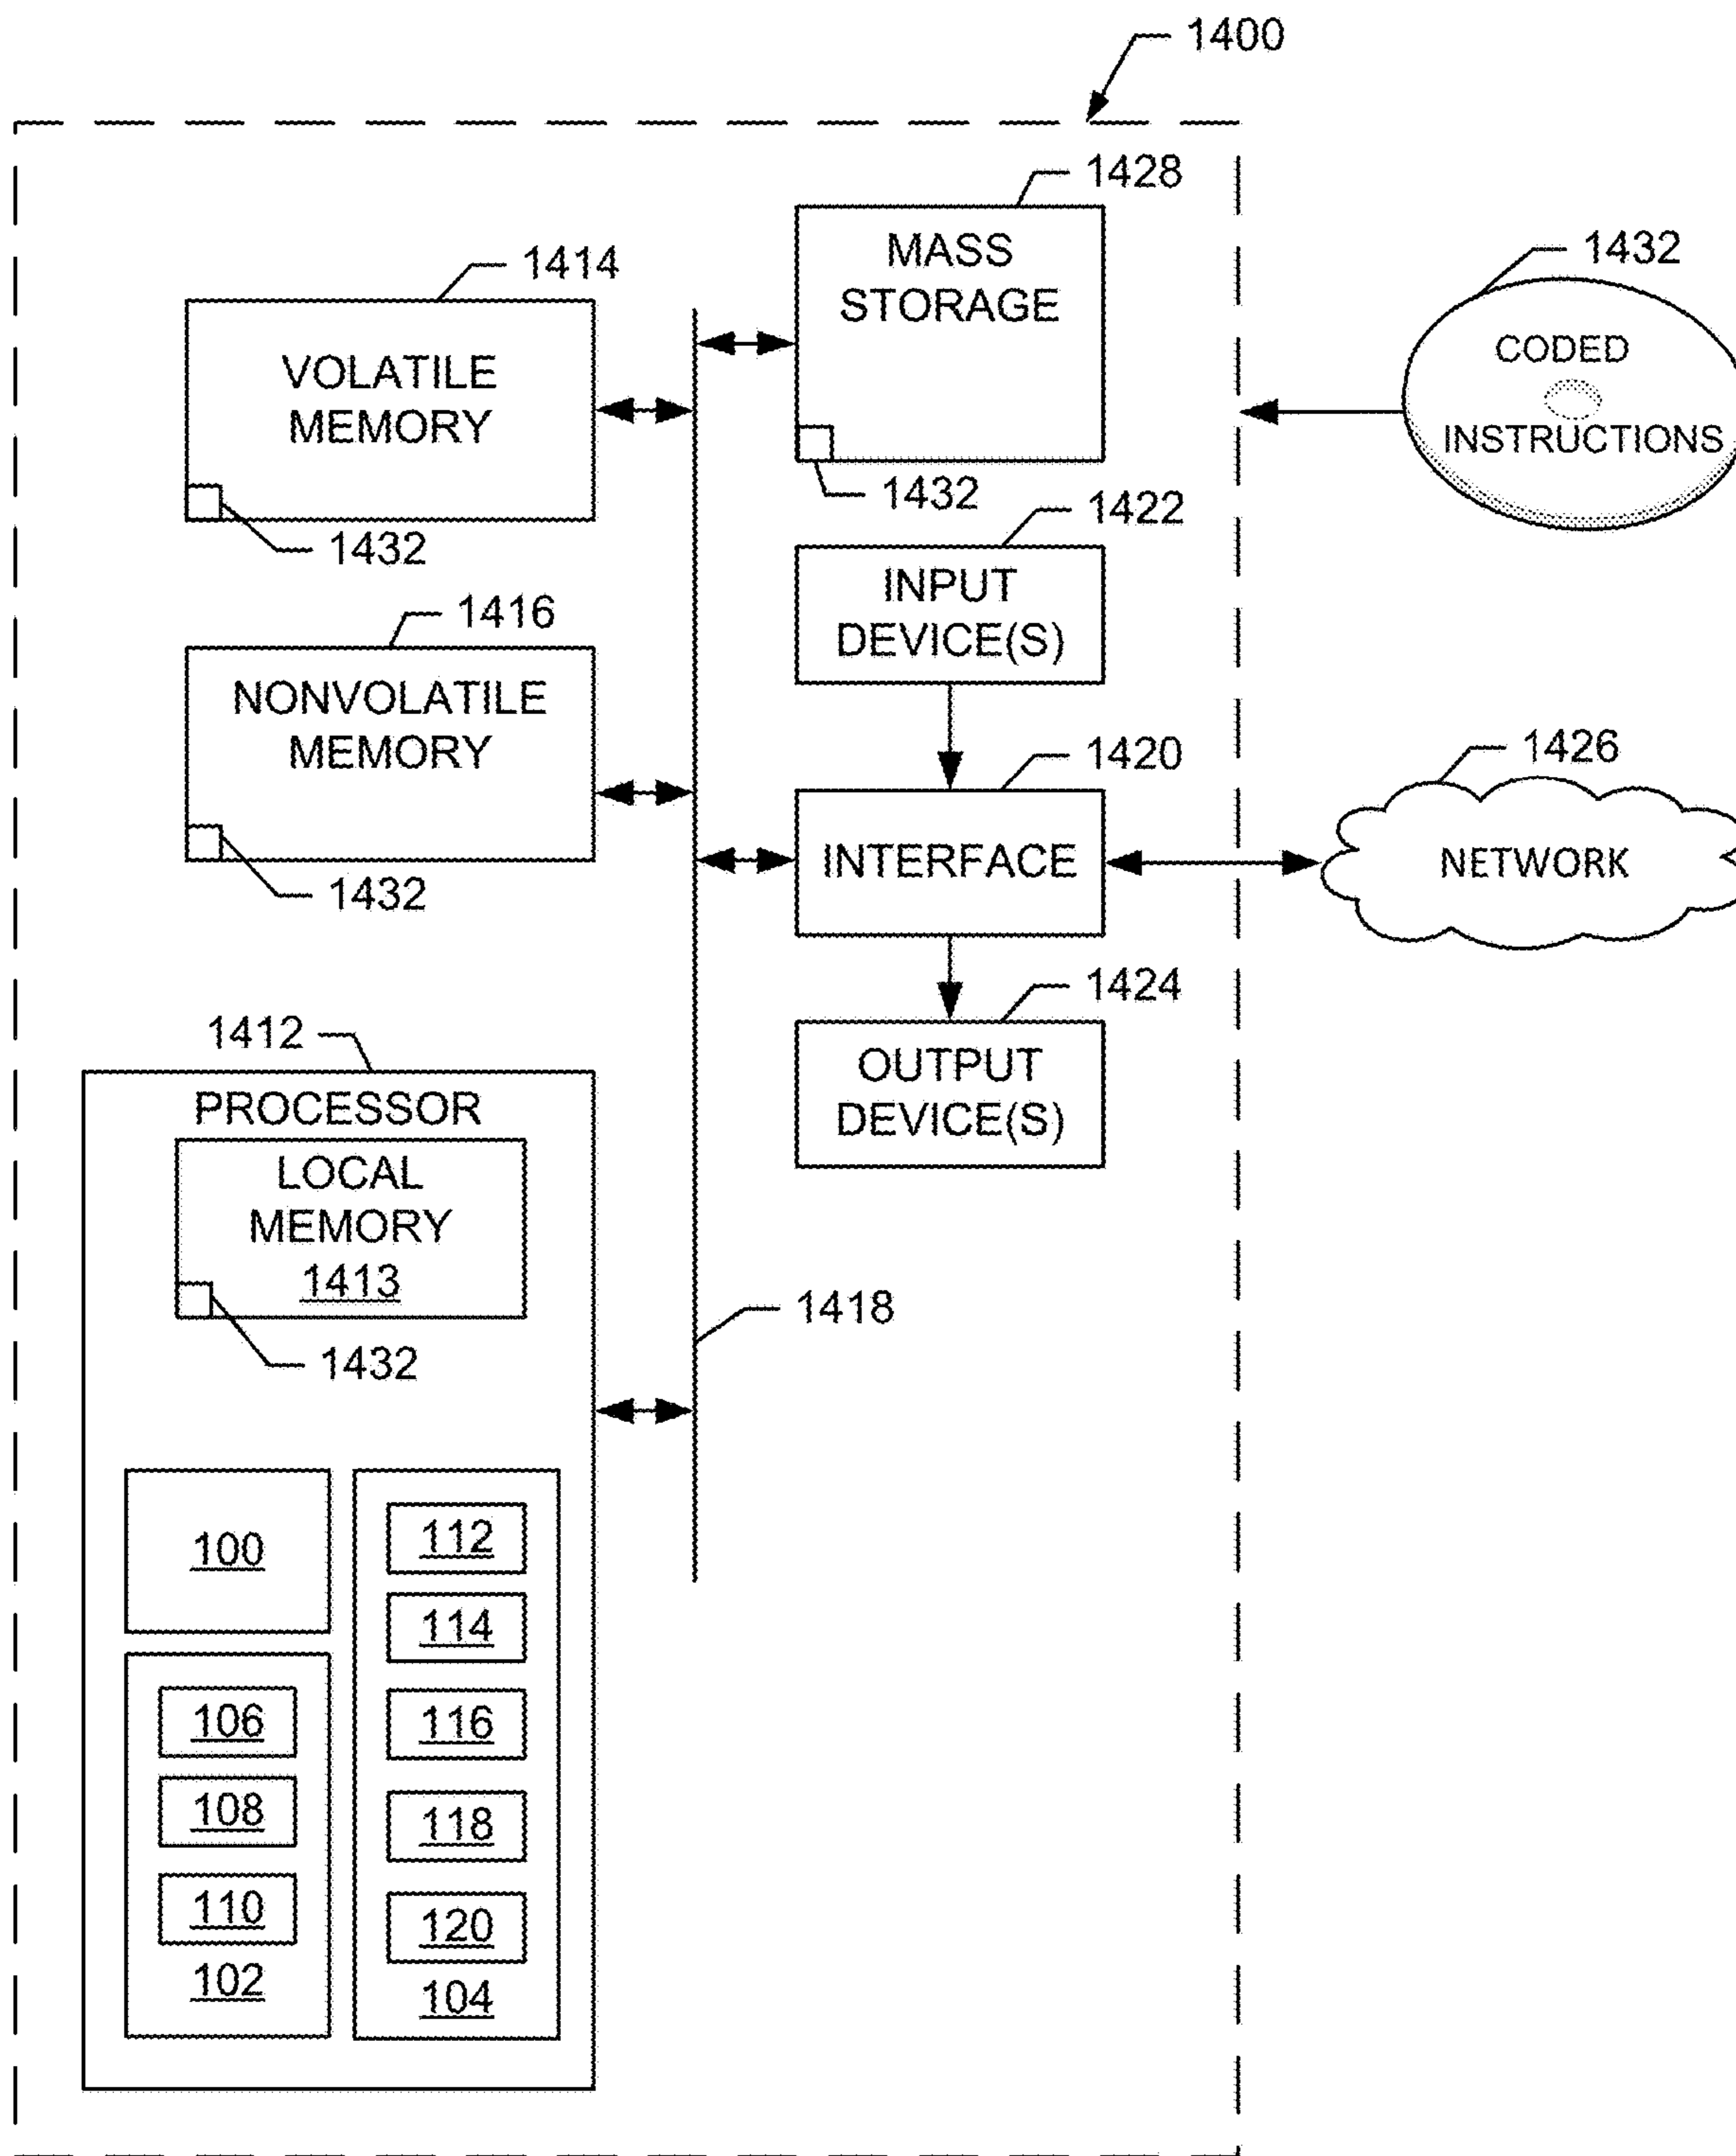 1400
1428
MASS
STORAGE
1432
1414
VOLATILE
MEMORY
1432
1432
CODED
INSTRUCTIONS
1422
INPUT
DEVICE(S)
1416
NONVOLATILE
MEMORY
1432
1420
INTERFACE
1426
NETWORK
1424
OUTPUT
DEVICE(S)
1412
PROCESSOR
LOCAL
MEMORY
1413
1432
1418
100
106
108
110
102
112
114
116
118
120
104